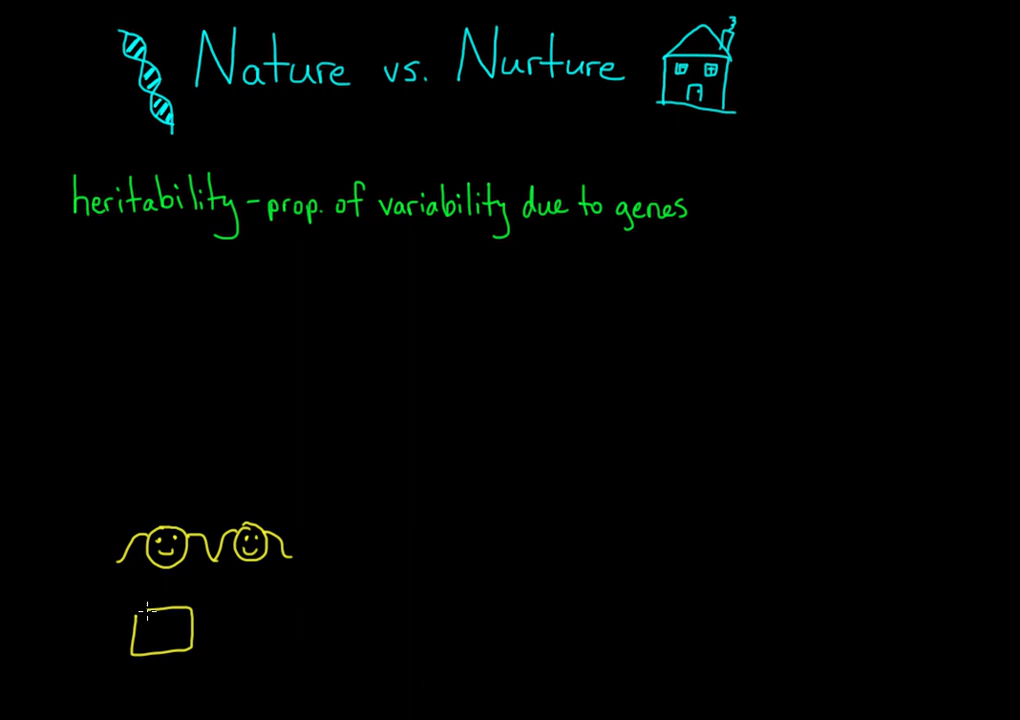 Nature vs. Nurture
heritability - prop. of variability due to genes